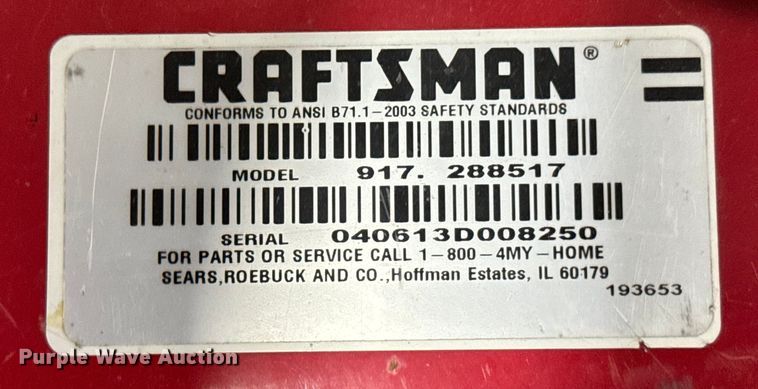 CRAFTSMAN®
CONFORMS TO ANSI B71.1-2003 SAFETY STANDARDS
MODEL 917. 288517
SERIAL 040613D008250
FOR PARTS OR SERVICE CALL 1-800-4MY-HOME
SEARS,ROEBUCK AND CO.,Hoffman Estates, IL 60179
193653
Purple Wave Auction